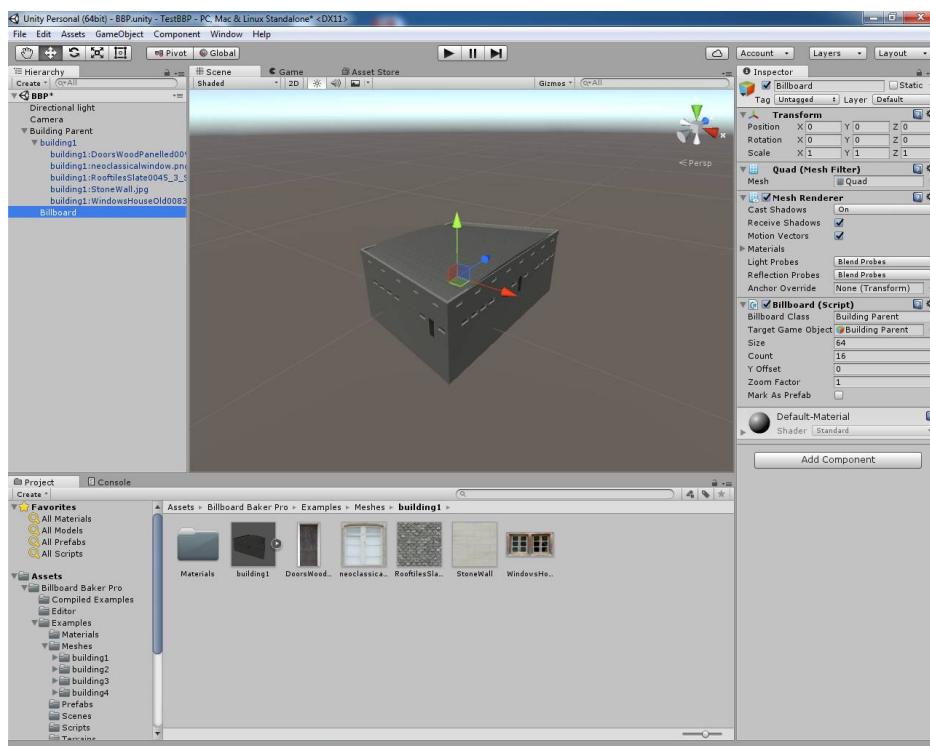 Unity Personal (64bit) - BBP.unity - TestBBP - PC, Mac & Linux Standalone* <DX11>
File Edit Assets GameObject Component Window Help
Pivot Global Account Layers Layout
Hierarchy
Create All
BBP*
Directional light
Camera
Building Parent
building1
building1:DoorsWoodPanelled00
building1:neoclassicalwindow.pn
building1:RooftilesSlate0045_3_S
building1:StoneWall.jpg
building1:WindowsHouseOld0083
Billboard
Scene Game Asset Store
Shaded 2D Gizmos All
Persp
Inspector
Billboard Static
Tag Untagged Layer Default
Transform
Position X 0 Y 0 Z 0
Rotation X 0 Y 0 Z 0
Scale X 1 Y 1 Z 1
Quad (Mesh Filter)
Mesh Quad
Mesh Renderer
Cast Shadows On
Receive Shadows
Motion Vectors
Materials
Light Probes Blend Probes
Reflection Probes Blend Probes
Anchor Override None (Transform)
Billboard (Script)
Billboard Class Building Parent
Target Game Object Building Parent
Size 64
Count 16
Y Offset 0
Zoom Factor 1
Mark As Prefab
Default-Material
Shader Standard
Add Component
Project Console
Create
Favorites
All Materials
All Models
All Prefabs
All Scripts
Assets
Billboard Baker Pro
Compiled Examples
Editor
Examples
Materials
Meshes
building1
building2
building3
building4
Prefabs
Scenes
Scripts
Terrains
Assets Billboard Baker Pro Examples Meshes building1
Materials building1 DoorsWood... neoclassica... RooftilesSla... StoneWall WindowsHo...